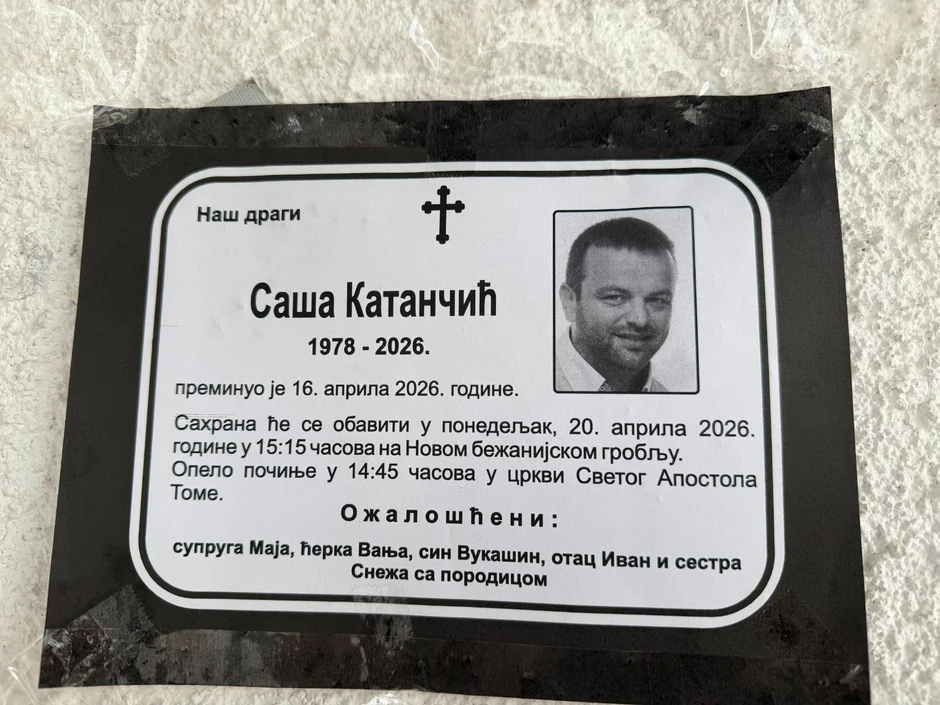 Наш драги
Саша Катанчић
1978 - 2026.
преминуо је 16. априла 2026. године.
Сахрана ће се обавити у понедељак, 20. априла 2026.
године у 15:15 часова на Новом бежанијском гробљу.
Опело почиње у 14:45 часова у цркви Светог Апостола
Томе.
Ожалошћени:
супруга Маја, ћерка Вања, син Вукашин, отац Иван и сестра
Снежа са породицом